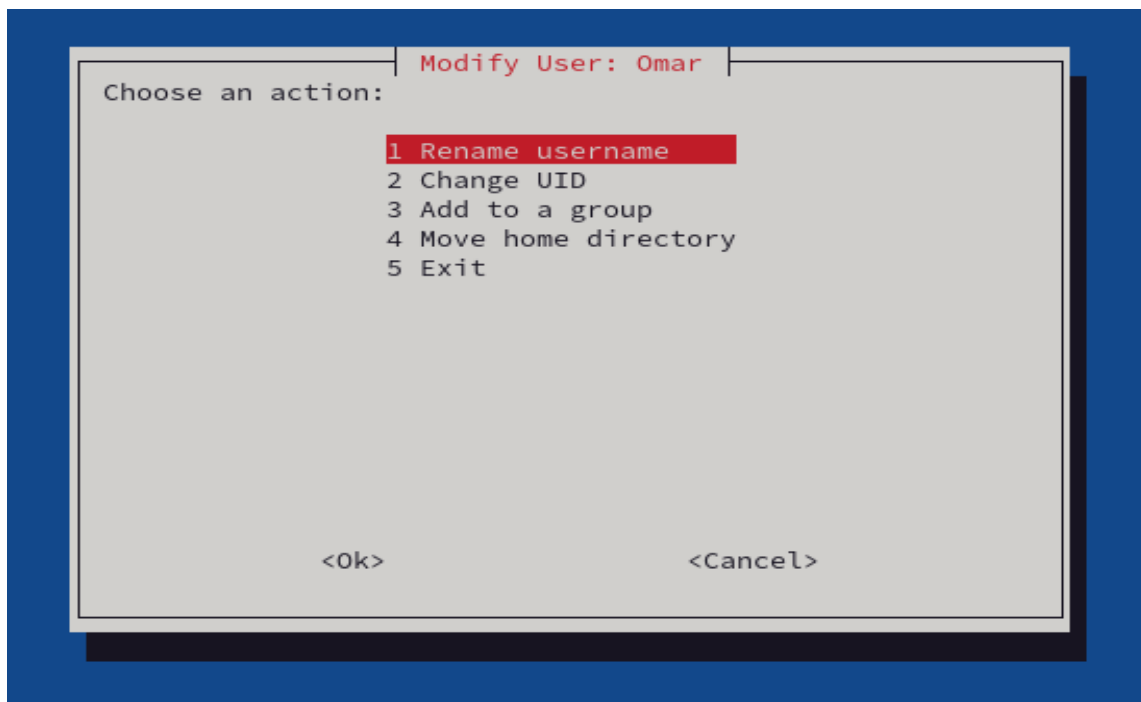 Modify User: Omar
Choose an action:
1 Rename username
2 Change UID
3 Add to a group
4 Move home directory
5 Exit
<Ok> <Cancel>